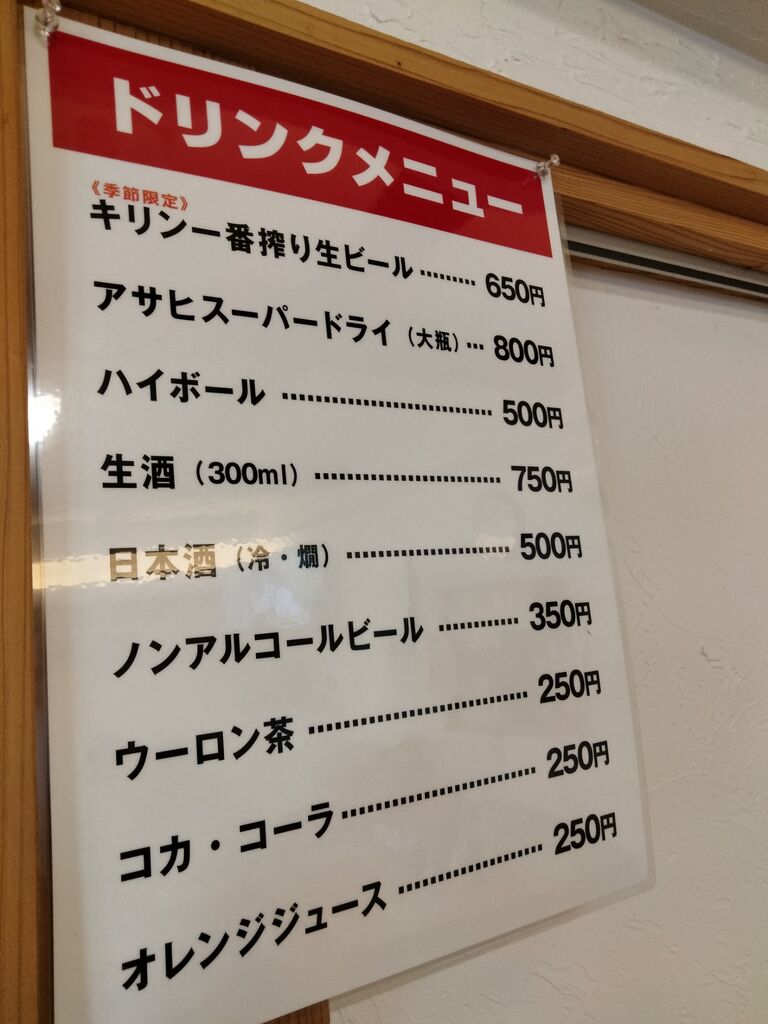 ドリンクメニュー
《季節限定》
キリン一番搾り生ビール ……… 650円
アサヒスーパードライ（大瓶）… 800円
ハイボール ……………………… 500円
生酒（300ml）…………………… 750円
日本酒（冷・燗）……………… 500円
ノンアルコールビール ………… 350円
ウーロン茶 ……………………… 250円
コカ・コーラ …………………… 250円
オレンジジュース ……………… 250円